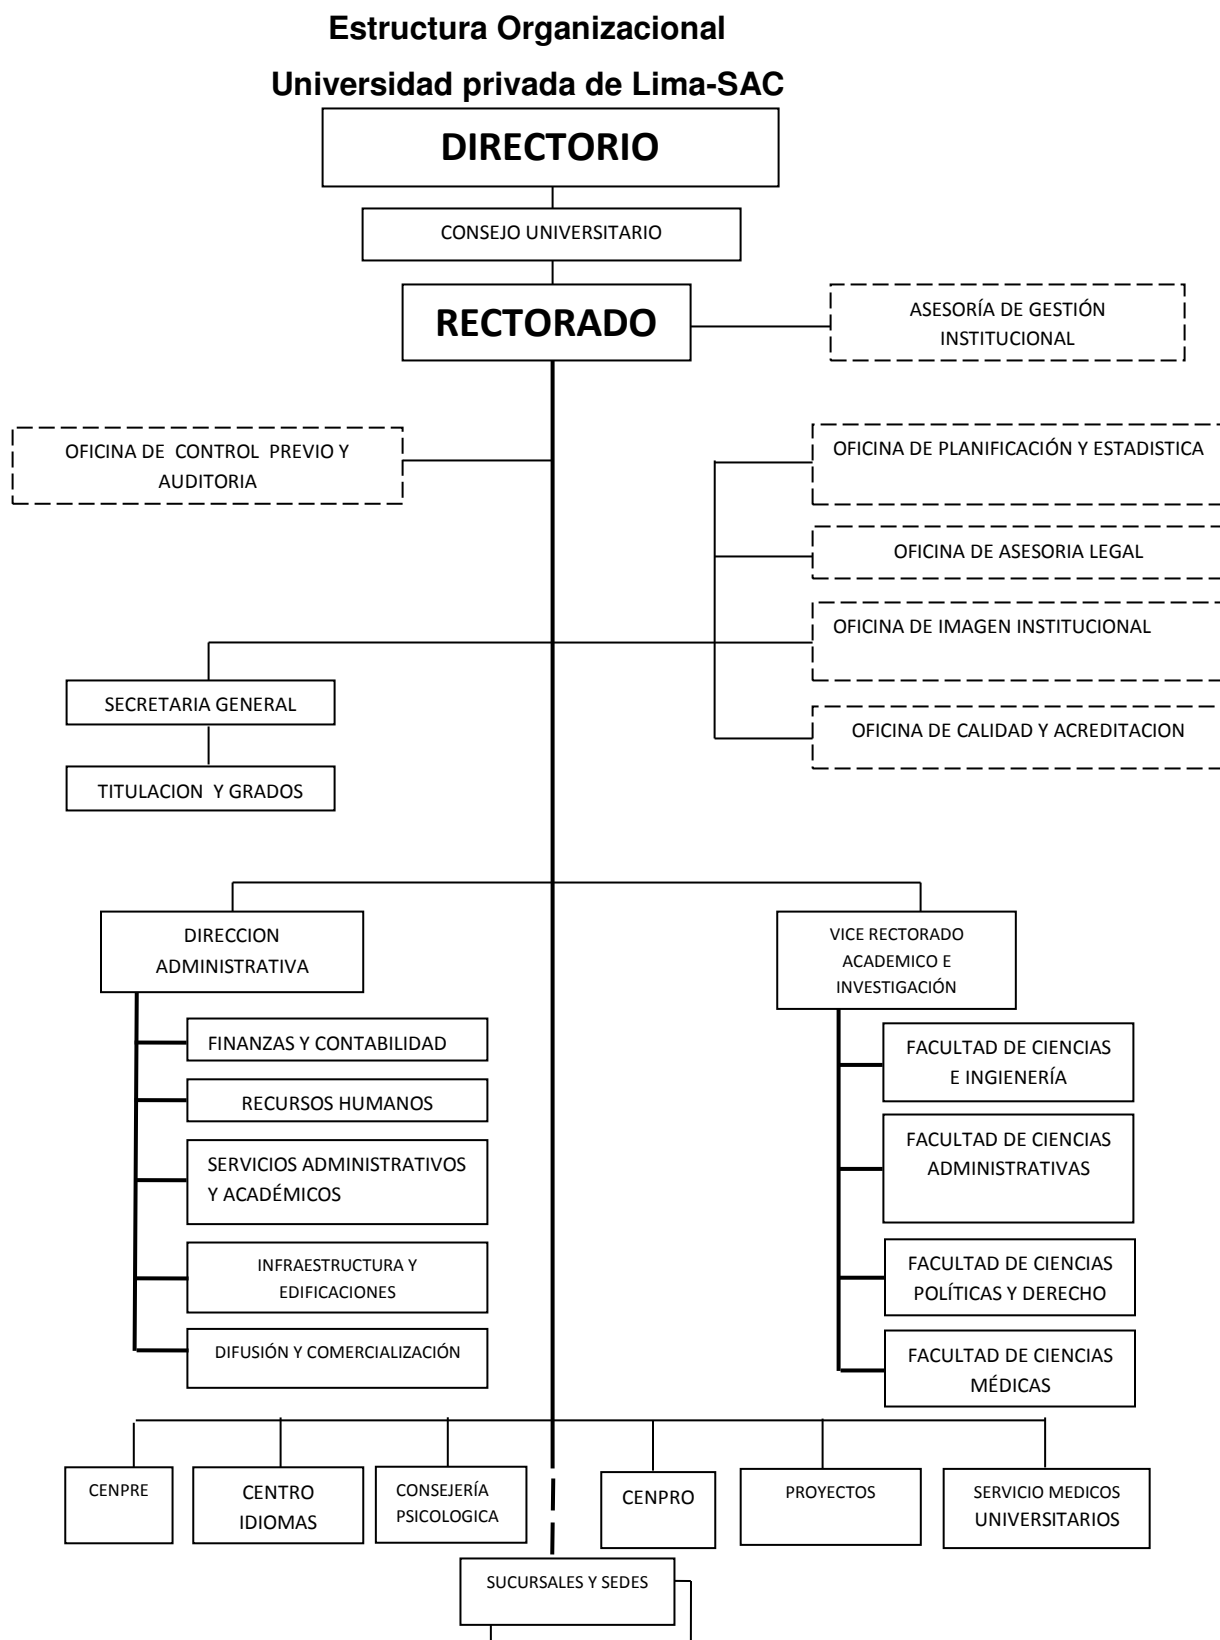 Estructura Organizacional
Universidad privada de Lima-SAC
DIRECTORIO
CONSEJO UNIVERSITARIO
RECTORADO
ASESORÍA DE GESTIÓN
INSTITUCIONAL
OFICINA DE CONTROL PREVIO Y
AUDITORIA
OFICINA DE PLANIFICACIÓN Y ESTADISTICA
OFICINA DE ASESORIA LEGAL
OFICINA DE IMAGEN INSTITUCIONAL
SECRETARIA GENERAL
OFICINA DE CALIDAD Y ACREDITACION
TITULACION Y GRADOS
DIRECCION
ADMINISTRATIVA
VICE RECTORADO
ACADEMICO E
INVESTIGACIÓN
FINANZAS Y CONTABILIDAD
RECURSOS HUMANOS
SERVICIOS ADMINISTRATIVOS
Y ACADÉMICOS
INFRAESTRUCTURA Y
EDIFICACIONES
DIFUSIÓN Y COMERCIALIZACIÓN
FACULTAD DE CIENCIAS
E INGIENERÍA
FACULTAD DE CIENCIAS
ADMINISTRATIVAS
FACULTAD DE CIENCIAS
POLÍTICAS Y DERECHO
FACULTAD DE CIENCIAS
MÉDICAS
CENPRE
CENTRO
IDIOMAS
CONSEJERÍA
PSICOLOGICA
CENPRO
PROYECTOS
SERVICIO MEDICOS
UNIVERSITARIOS
SUCURSALES Y SEDES